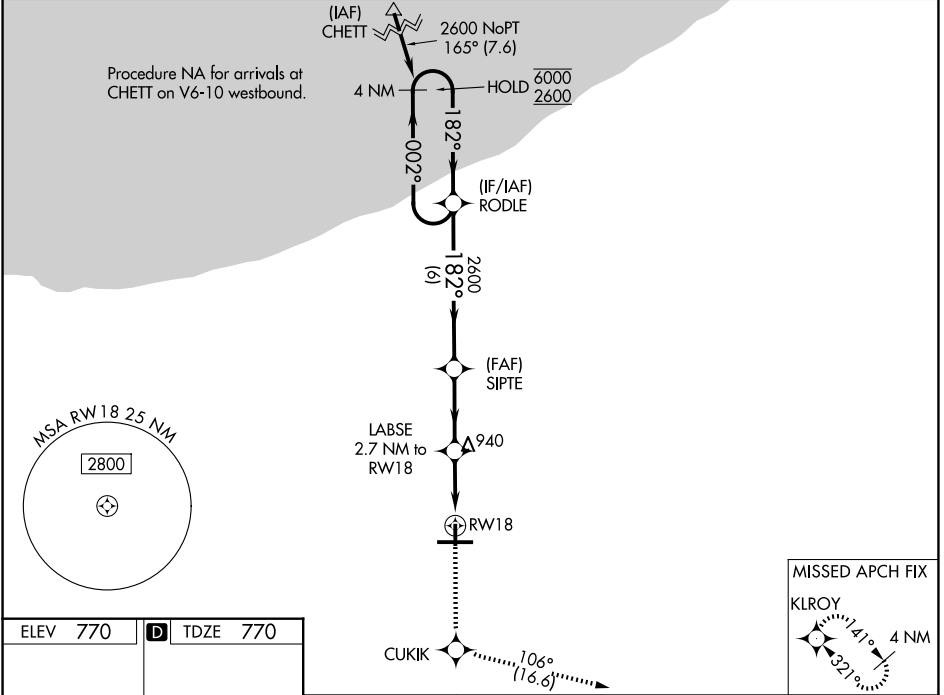 (IAF)
CHETT
2600 NoPT
165° (7.6)
Procedure NA for arrivals at
CHETT on V6-10 westbound.
4 NM
HOLD
6000
2600
182°
002°
(IF/IAF)
RODLE
2600
182°
(6)
(FAF)
SIPTE
LABSE
2.7 NM to
RW18
940
MSA RW18 25 NM
2800
RW18
MISSED APCH FIX
KLROY
141°
4 NM
321°
ELEV 770
D TDZE 770
CUKIK
106°
(16.6)